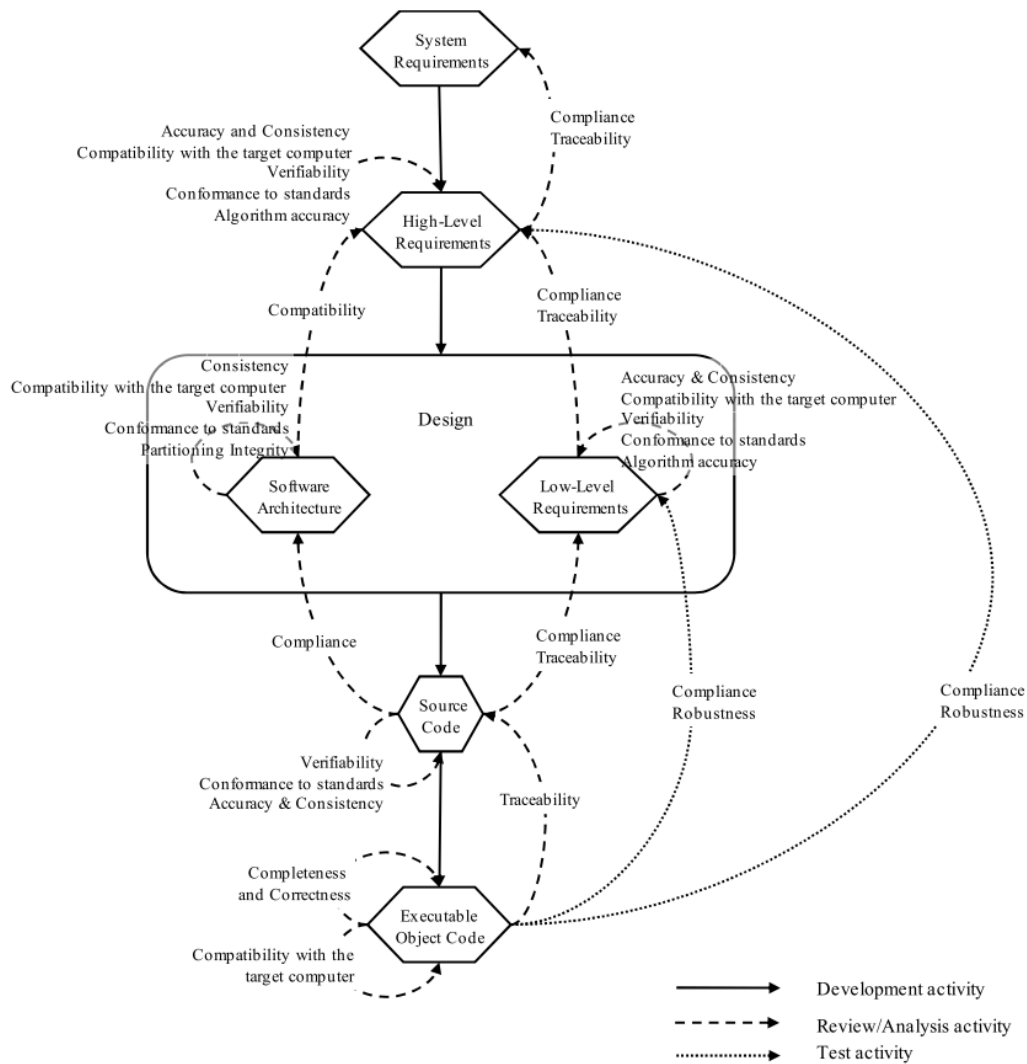 System
Requirements
Compliance
Traceability
Accuracy and Consistency
Compatibility with the target computer
Verifiability
Conformance to standards
Algorithm accuracy
High-Level
Requirements
Compatibility
Compliance
Traceability
Consistency
Compatibility with the target computer
Verifiability
Conformance to standards
Partitioning Integrity
Design
Accuracy & Consistency
Compatibility with the target computer
Verifiability
Conformance to standards
Algorithm accuracy
Software
Architecture
Low-Level
Requirements
Compliance
Compliance
Traceability
Compliance
Robustness
Compliance
Robustness
Source
Code
Verifiability
Conformance to standards
Accuracy & Consistency
Traceability
Completeness
and Correctness
Executable
Object Code
Compatibility with the
target computer
Development activity
Review/Analysis activity
Test activity